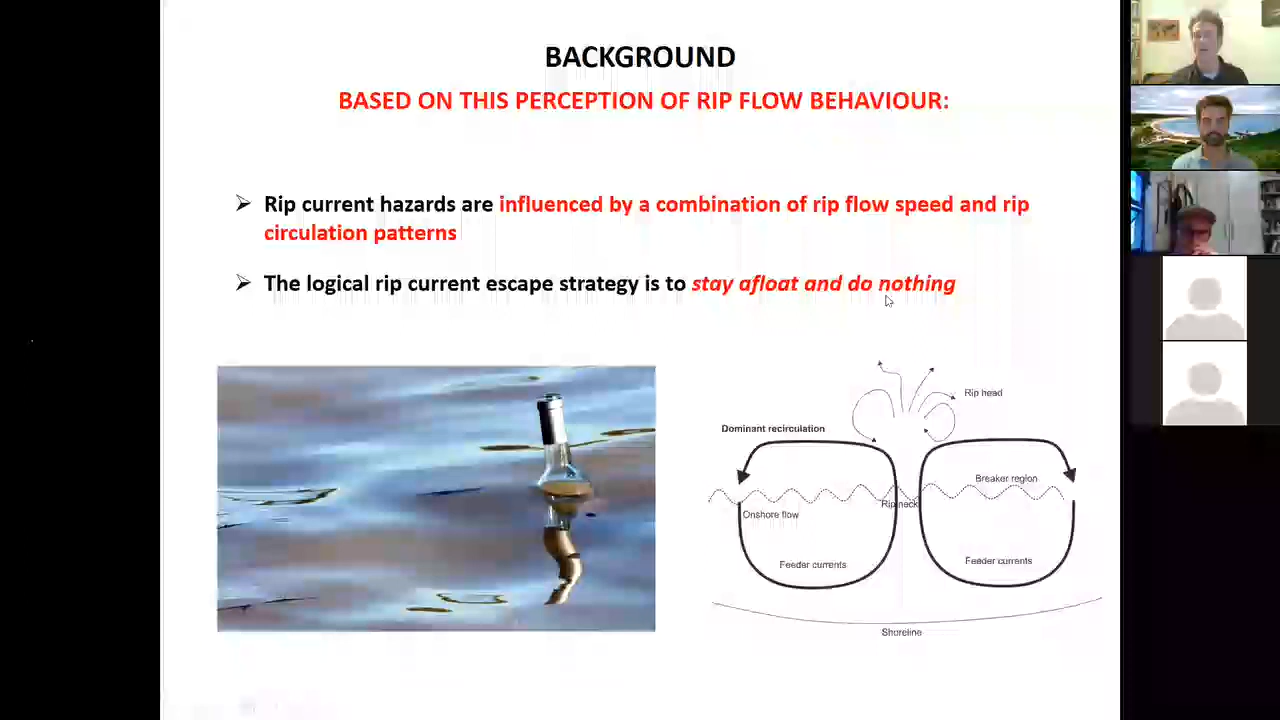 BACKGROUND
BASED ON THIS PERCEPTION OF RIP FLOW BEHAVIOUR:
Rip current hazards are influenced by a combination of rip flow speed and rip
circulation patterns
The logical rip current escape strategy is to stay afloat and do nothing
Rip head
Dominant recirculation
Breaker region
Rip neck
Onshore flow
Feeder currents
Feeder currents
Shoreline